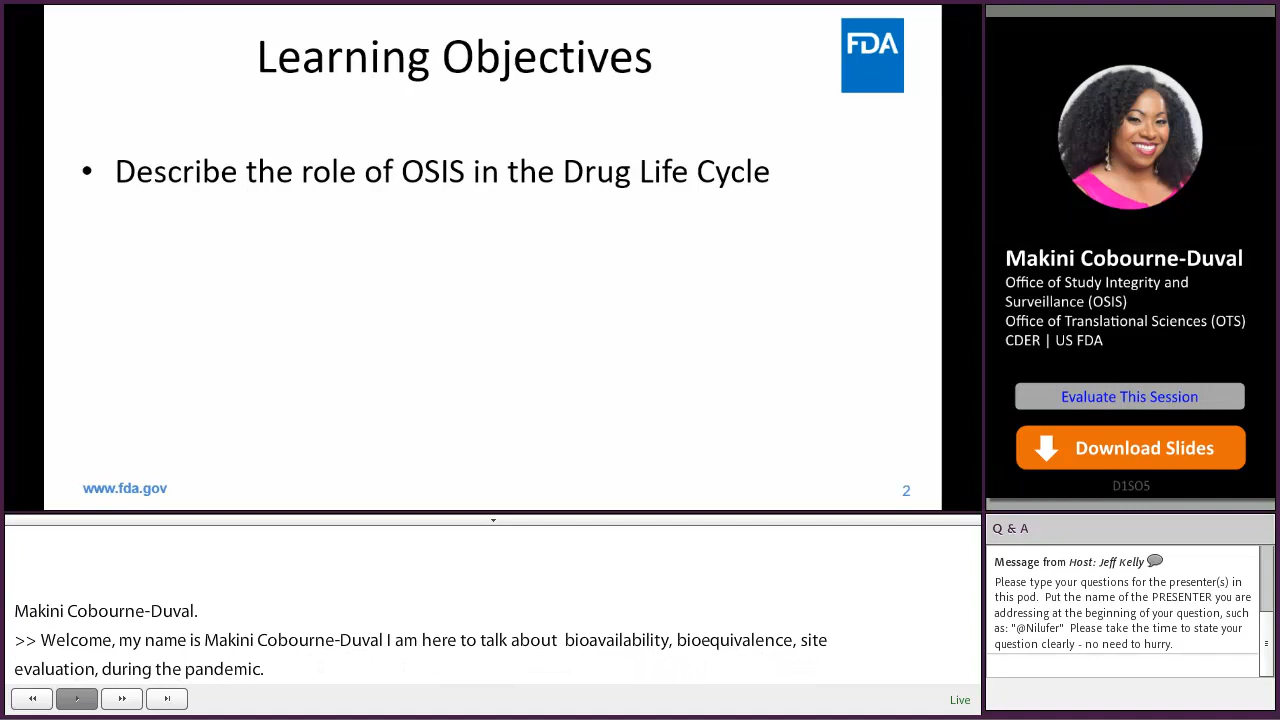 Learning Objectives
FDA
• Describe the role of OSIS in the Drug Life Cycle
www.fda.gov
2
Makini Cobourne-Duval
Office of Study Integrity and
Surveillance (OSIS)
Office of Translational Sciences (OTS)
CDER | US FDA
Evaluate This Session
Download Slides
D1SO5
Makini Cobourne-Duval.
>> Welcome, my name is Makini Cobourne-Duval I am here to talk about bioavailability, bioequivalence, site
evaluation, during the pandemic.
Live
Q & A
Message from Host: Jeff Kelly
Please type your questions for the presenter(s) in
this pod. Put the name of the PRESENTER you are
addressing at the beginning of your question, such
as: "@Nilufer" Please take the time to state your
question clearly - no need to hurry.